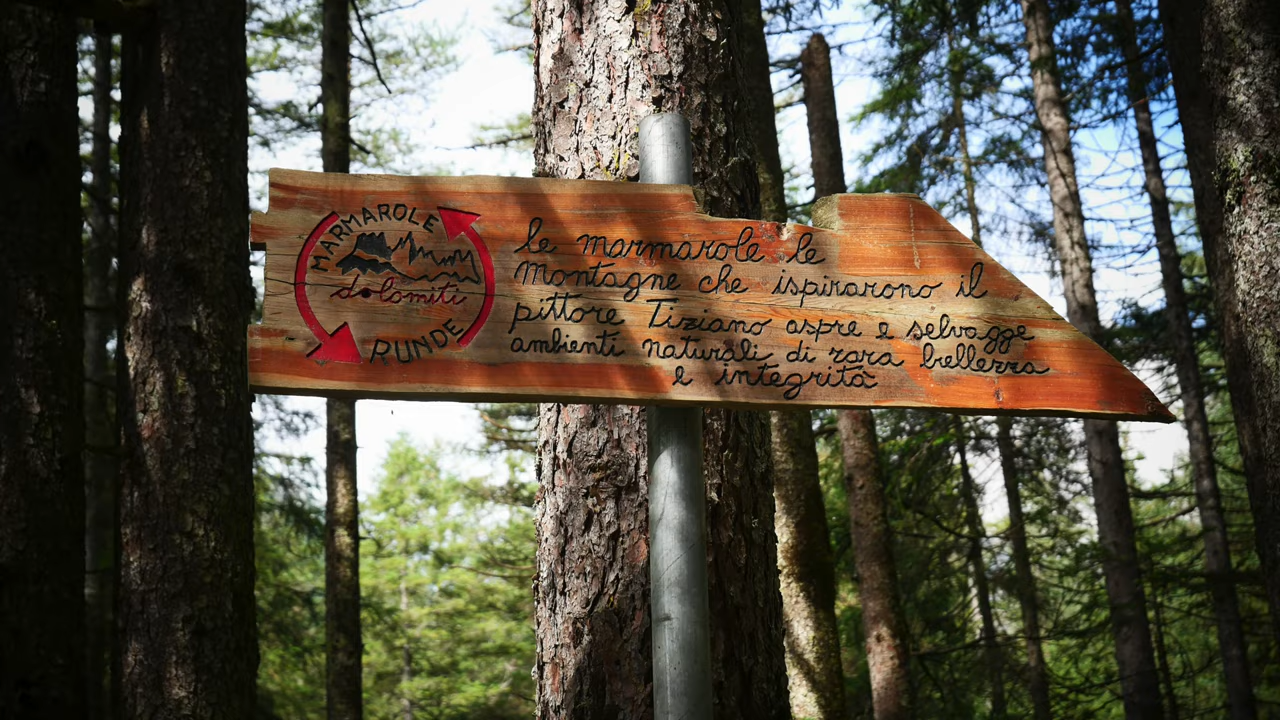 MARMAROLE
dolomiti
RUNDE
le marmarole le
montagne che ispirarono il
pittore Tiziano aspre e selvagge
ambienti naturali di rara bellezza
e integrità